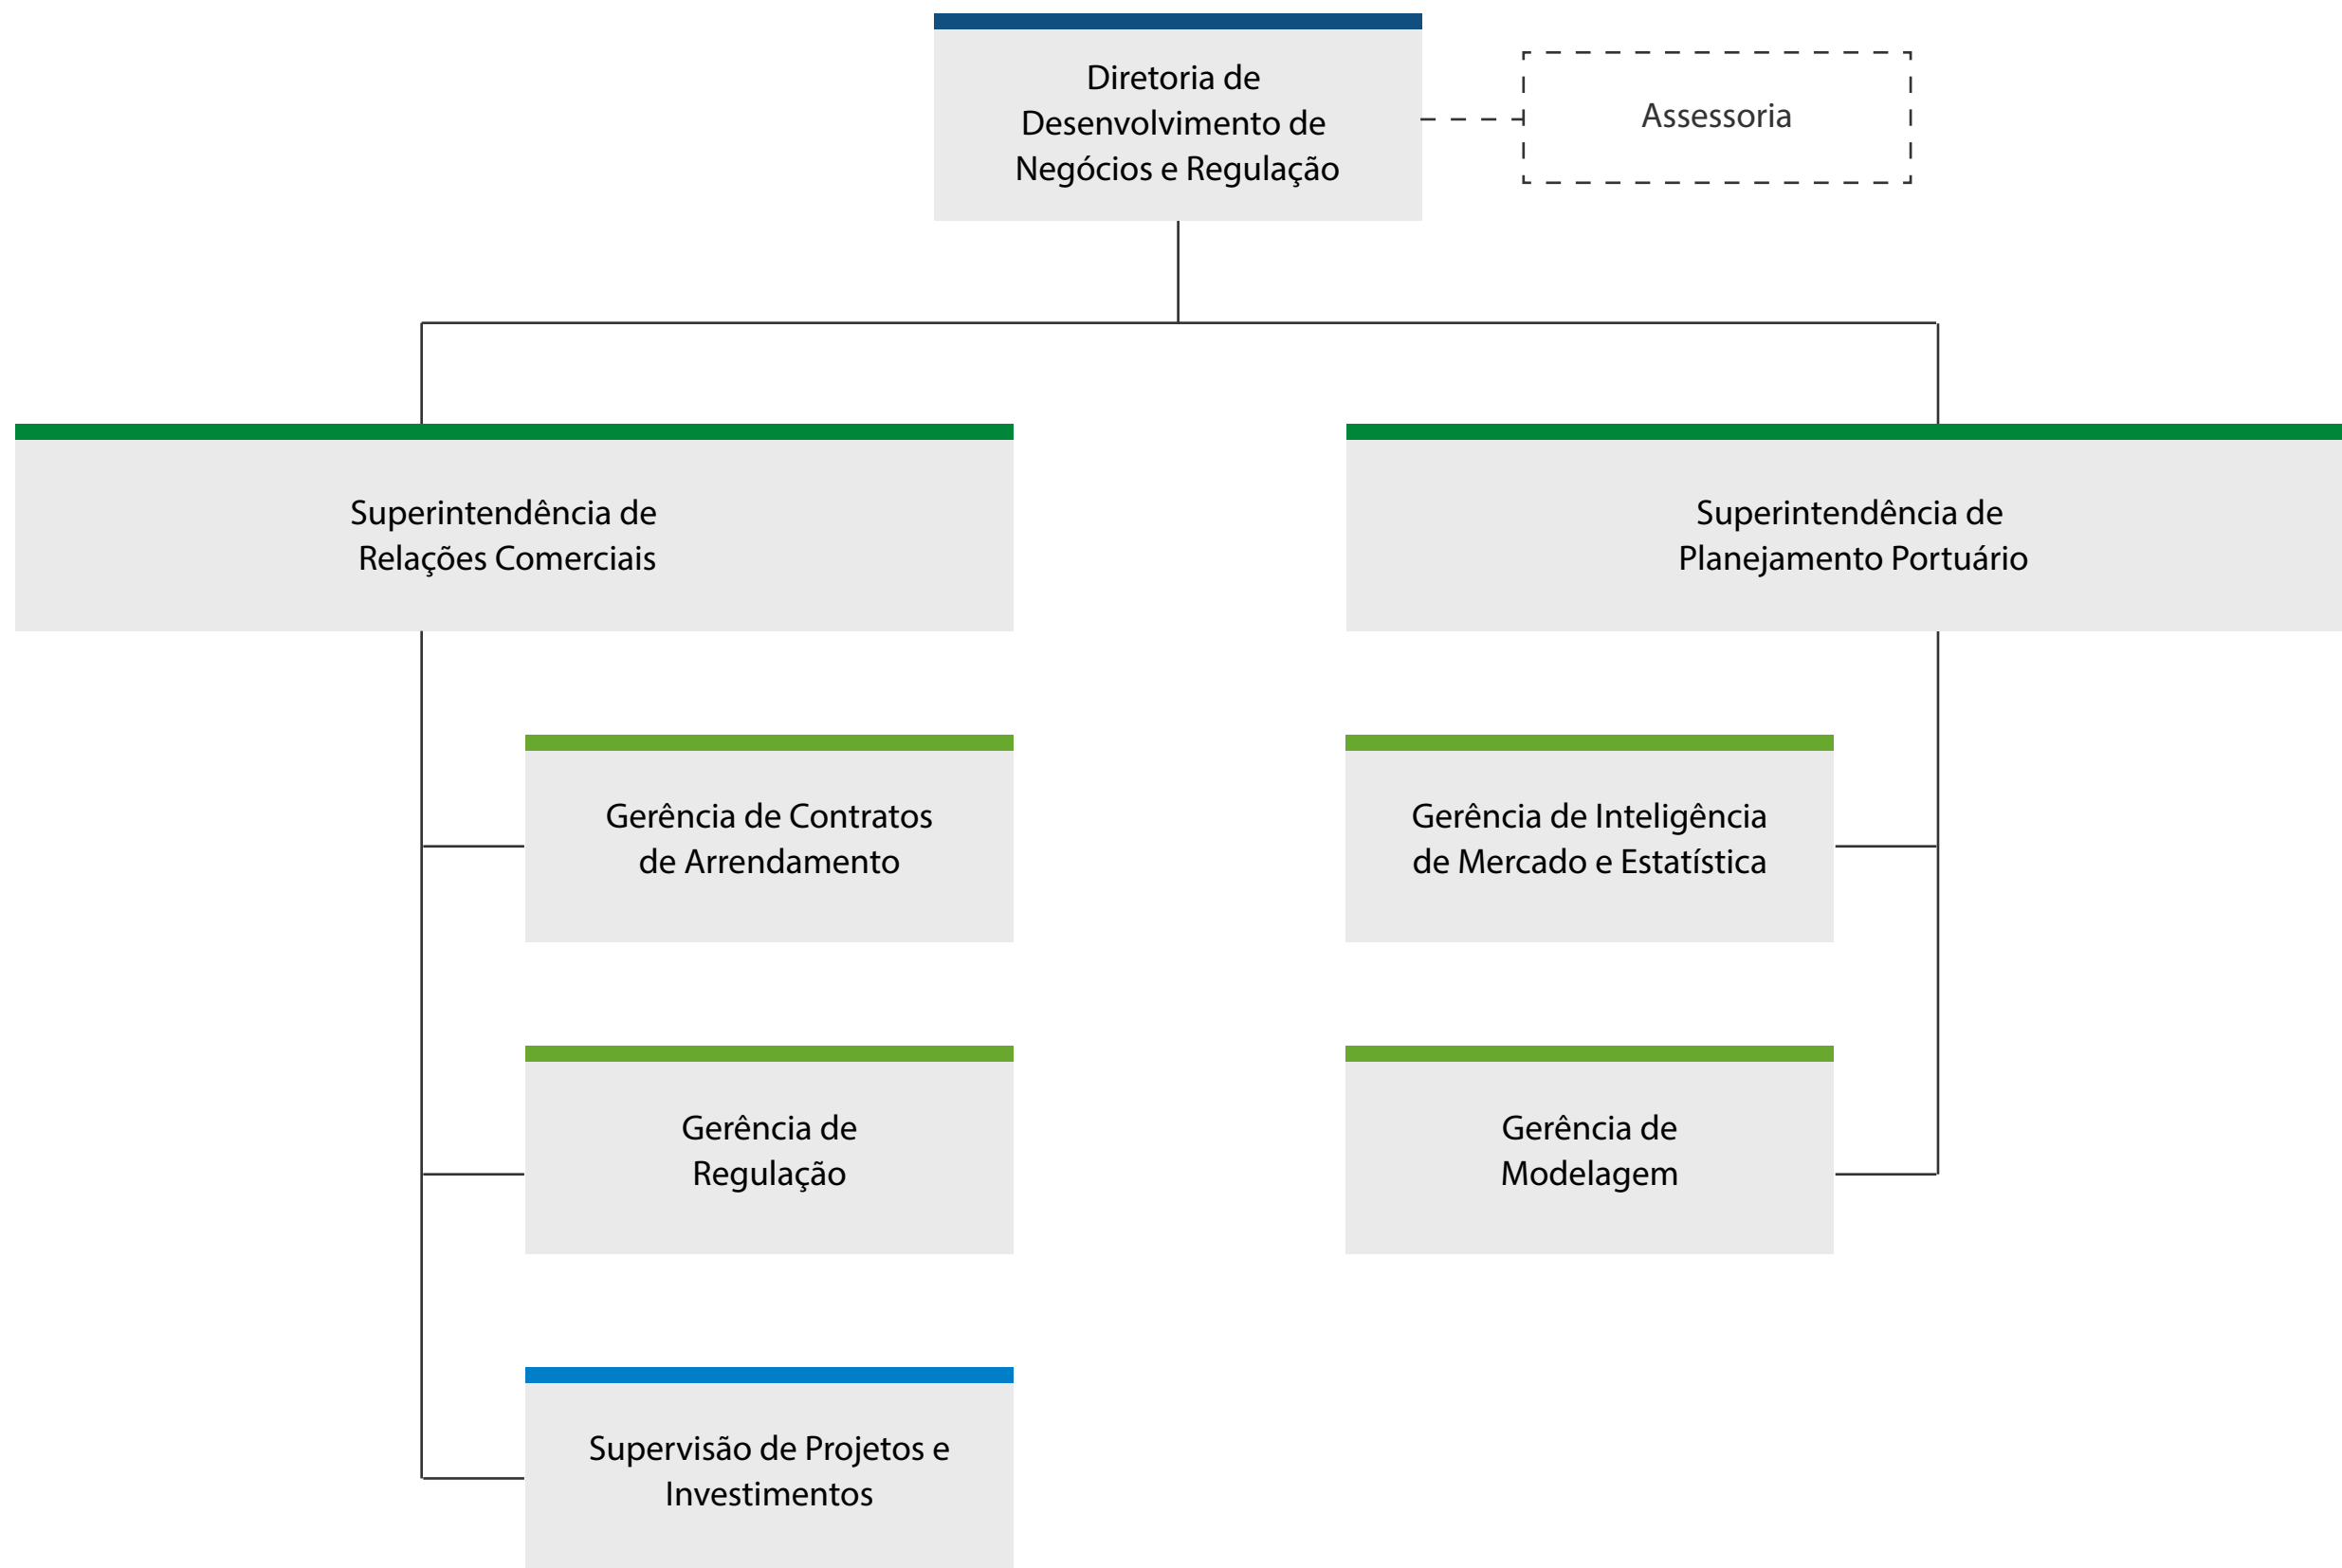 Diretoria de
Desenvolvimento de
Negócios e Regulação
Assessoria
Superintendência de
Relações Comerciais
Superintendência de
Planejamento Portuário
Gerência de Contratos
de Arrendamento
Gerência de Inteligência
de Mercado e Estatística
Gerência de
Regulação
Gerência de
Modelagem
Supervisão de Projetos e
Investimentos